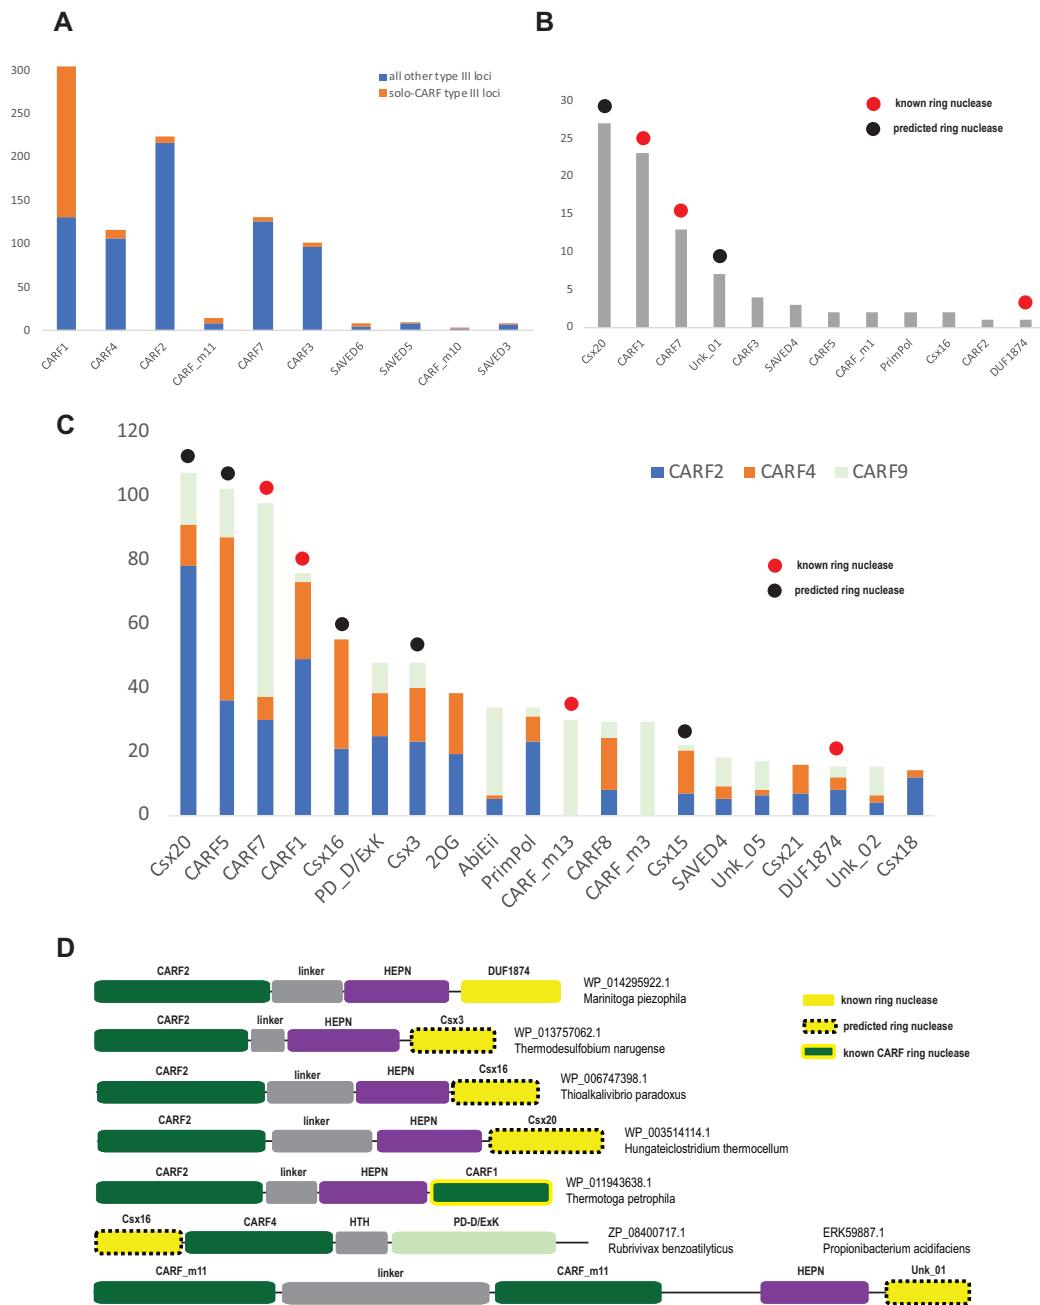 A
300
250
200
150
100
50
0
all other type III loci
solo-CARF type III loci
CARF1
CARF4
CARF2
CARF_m11
CARF7
CARF3
SAVED6
SAVED5
CARF_m10
SAVED3
B
30
25
20
15
10
5
0
known ring nuclease
predicted ring nuclease
Csx20
CARF1
CARF7
Unk_01
CARF3
SAVED4
CARF5
CARF_m1
PrimPol
Csx16
CARF2
DUF1874
C
120
100
80
60
40
20
0
CARF2 CARF4 CARF9
known ring nuclease
predicted ring nuclease
Csx20
CARF5
CARF7
CARF1
Csx16
PD_D/ExK
Csx3
2OG
AbiEii
PrimPol
CARF_m13
CARF8
CARF_m3
Csx15
SAVED4
Unk_05
Csx21
DUF1874
Unk_02
Csx18
D
CARF2 linker HEPN DUF1874
WP_014295922.1
Marinitoga piezophila
CARF2 linker HEPN Csx3
WP_013757062.1
Thermodesulfobium narugense
CARF2 linker HEPN Csx16
WP_006747398.1
Thioalkalivibrio paradoxus
CARF2 linker HEPN Csx20
WP_003514114.1
Hungateiclostridium thermocellum
CARF2 linker HEPN CARF1
WP_011943638.1
Thermotoga petrophila
Csx16 CARF4 HTH PD-D/ExK
ZP_08400717.1
Rubrivivax benzoatilyticus
ERK59887.1
Propionibacterium acidifaciens
CARF_m11 linker CARF_m11 HEPN Unk_01
known ring nuclease
predicted ring nuclease
known CARF ring nuclease